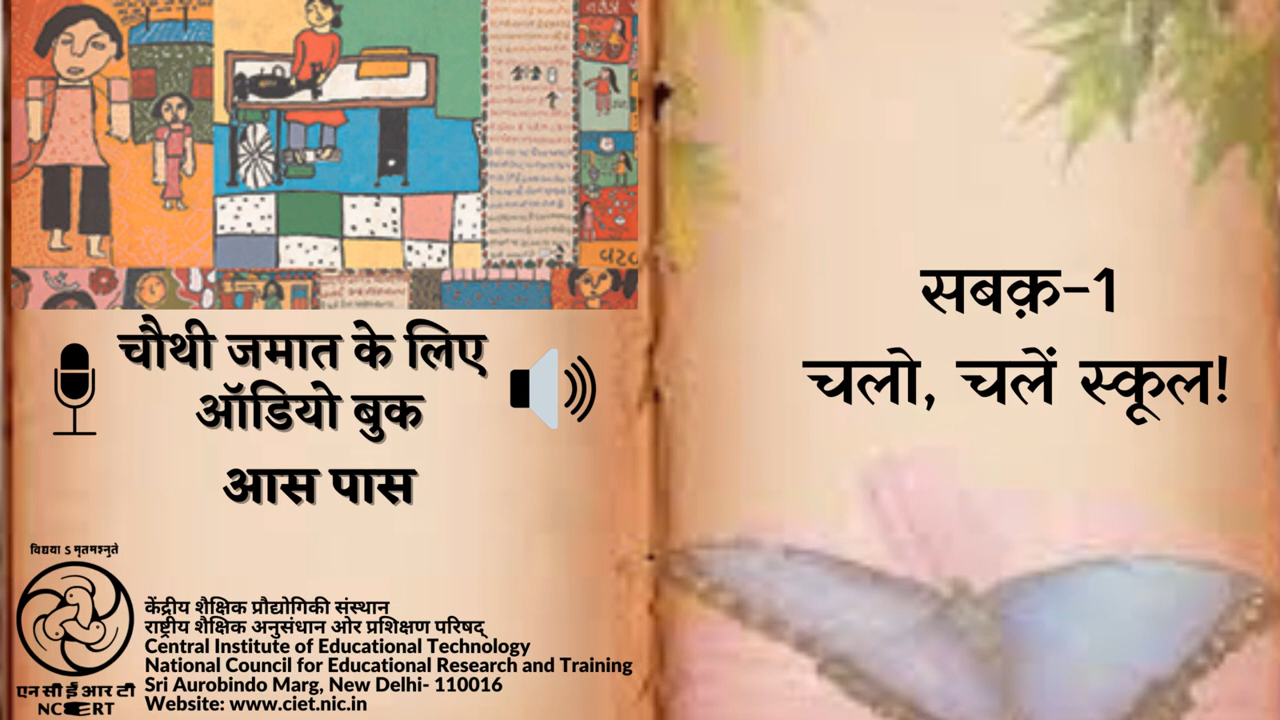 चौथी जमात के लिए
ऑडियो बुक
आस पास
विद्यया ऽ मृतमश्नुते
एन सी ई आर टी
NCERT
केंद्रीय शैक्षिक प्रौद्योगिकी संस्थान
राष्ट्रीय शैक्षिक अनुसंधान ओर प्रशिक्षण परिषद्
Central Institute of Educational Technology
National Council for Educational Research and Training
Sri Aurobindo Marg, New Delhi- 110016
Website: www.ciet.nic.in
सबक़-1
चलो, चलें स्कूल!